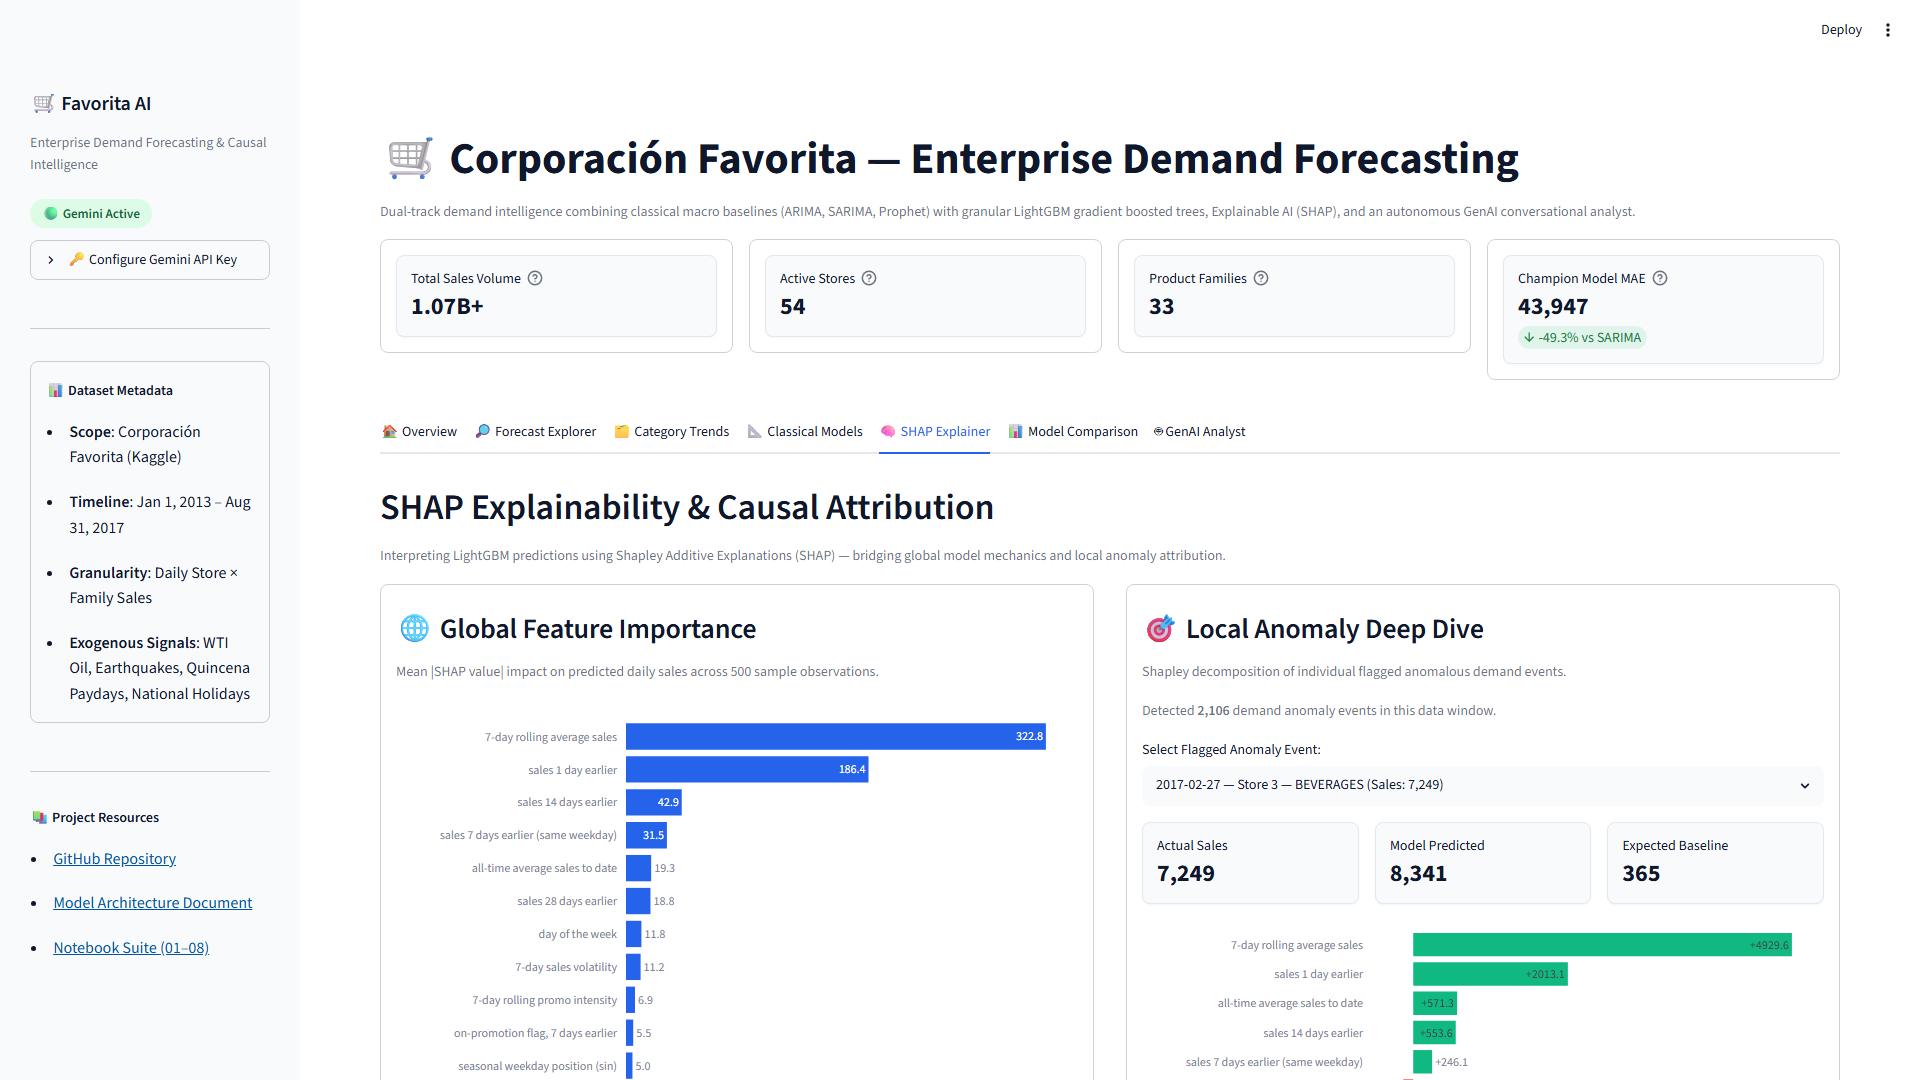 Deploy
Favorita AI
Enterprise Demand Forecasting & Causal
Intelligence
Gemini Active
Configure Gemini API Key
Dataset Metadata
Scope: Corporación
Favorita (Kaggle)
Timeline: Jan 1, 2013 – Aug
31, 2017
Granularity: Daily Store ×
Family Sales
Exogenous Signals: WTI
Oil, Earthquakes, Quincena
Paydays, National Holidays
Project Resources
GitHub Repository
Model Architecture Document
Notebook Suite (01–08)
Corporación Favorita — Enterprise Demand Forecasting
Dual-track demand intelligence combining classical macro baselines (ARIMA, SARIMA, Prophet) with granular LightGBM gradient boosted trees, Explainable AI (SHAP), and an autonomous GenAI conversational analyst.
Total Sales Volume
1.07B+
Active Stores
54
Product Families
33
Champion Model MAE
43,947
-49.3% vs SARIMA
Overview Forecast Explorer Category Trends Classical Models SHAP Explainer Model Comparison GenAI Analyst
SHAP Explainability & Causal Attribution
Interpreting LightGBM predictions using Shapley Additive Explanations (SHAP) — bridging global model mechanics and local anomaly attribution.
Global Feature Importance
Mean |SHAP value| impact on predicted daily sales across 500 sample observations.
7-day rolling average sales 322.8
sales 1 day earlier 186.4
sales 14 days earlier 42.9
sales 7 days earlier (same weekday) 31.5
all-time average sales to date 19.3
sales 28 days earlier 18.8
day of the week 11.8
7-day sales volatility 11.2
7-day rolling promo intensity 6.9
on-promotion flag, 7 days earlier 5.5
seasonal weekday position (sin) 5.0
Local Anomaly Deep Dive
Shapley decomposition of individual flagged anomalous demand events.
Detected 2,106 demand anomaly events in this data window.
Select Flagged Anomaly Event:
2017-02-27 — Store 3 — BEVERAGES (Sales: 7,249)
Actual Sales
7,249
Model Predicted
8,341
Expected Baseline
365
7-day rolling average sales +4929.6
sales 1 day earlier +2013.1
all-time average sales to date +571.3
sales 14 days earlier +553.6
sales 7 days earlier (same weekday) +246.1